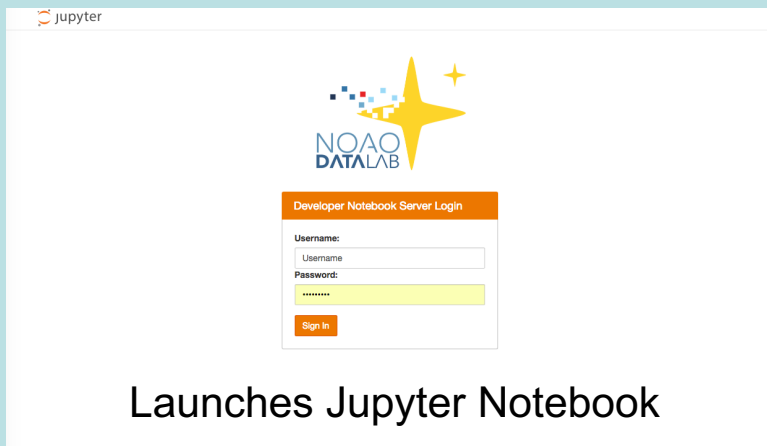 jupyter
NOAO
DATALAB
Developer Notebook Server Login
Username:
Username
Password:
•••••••••
Sign In
Launches Jupyter Notebook